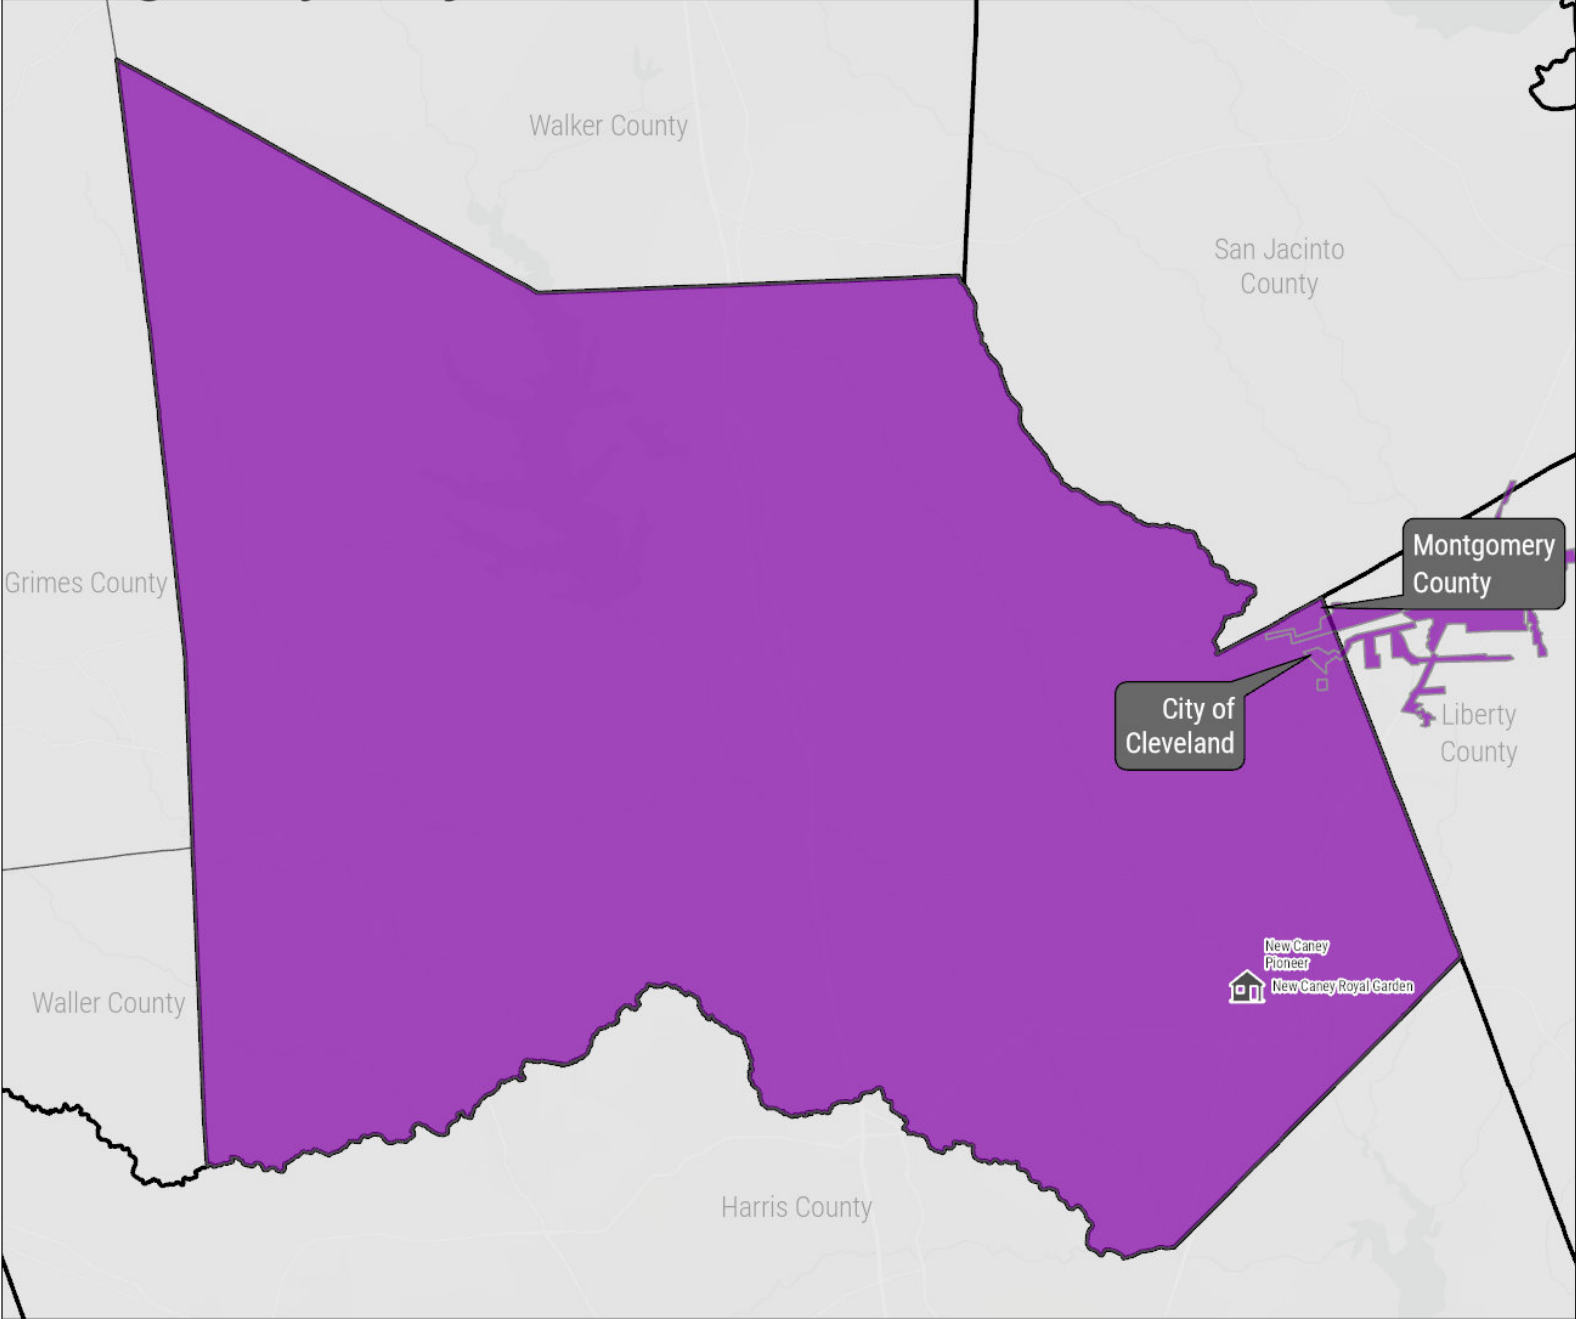 Walker County
San Jacinto
County
Montgomery
County
Grimes County
City of
Cleveland
Liberty
County
New Caney
Pioneer
New Caney Royal Garden
Waller County
Harris County